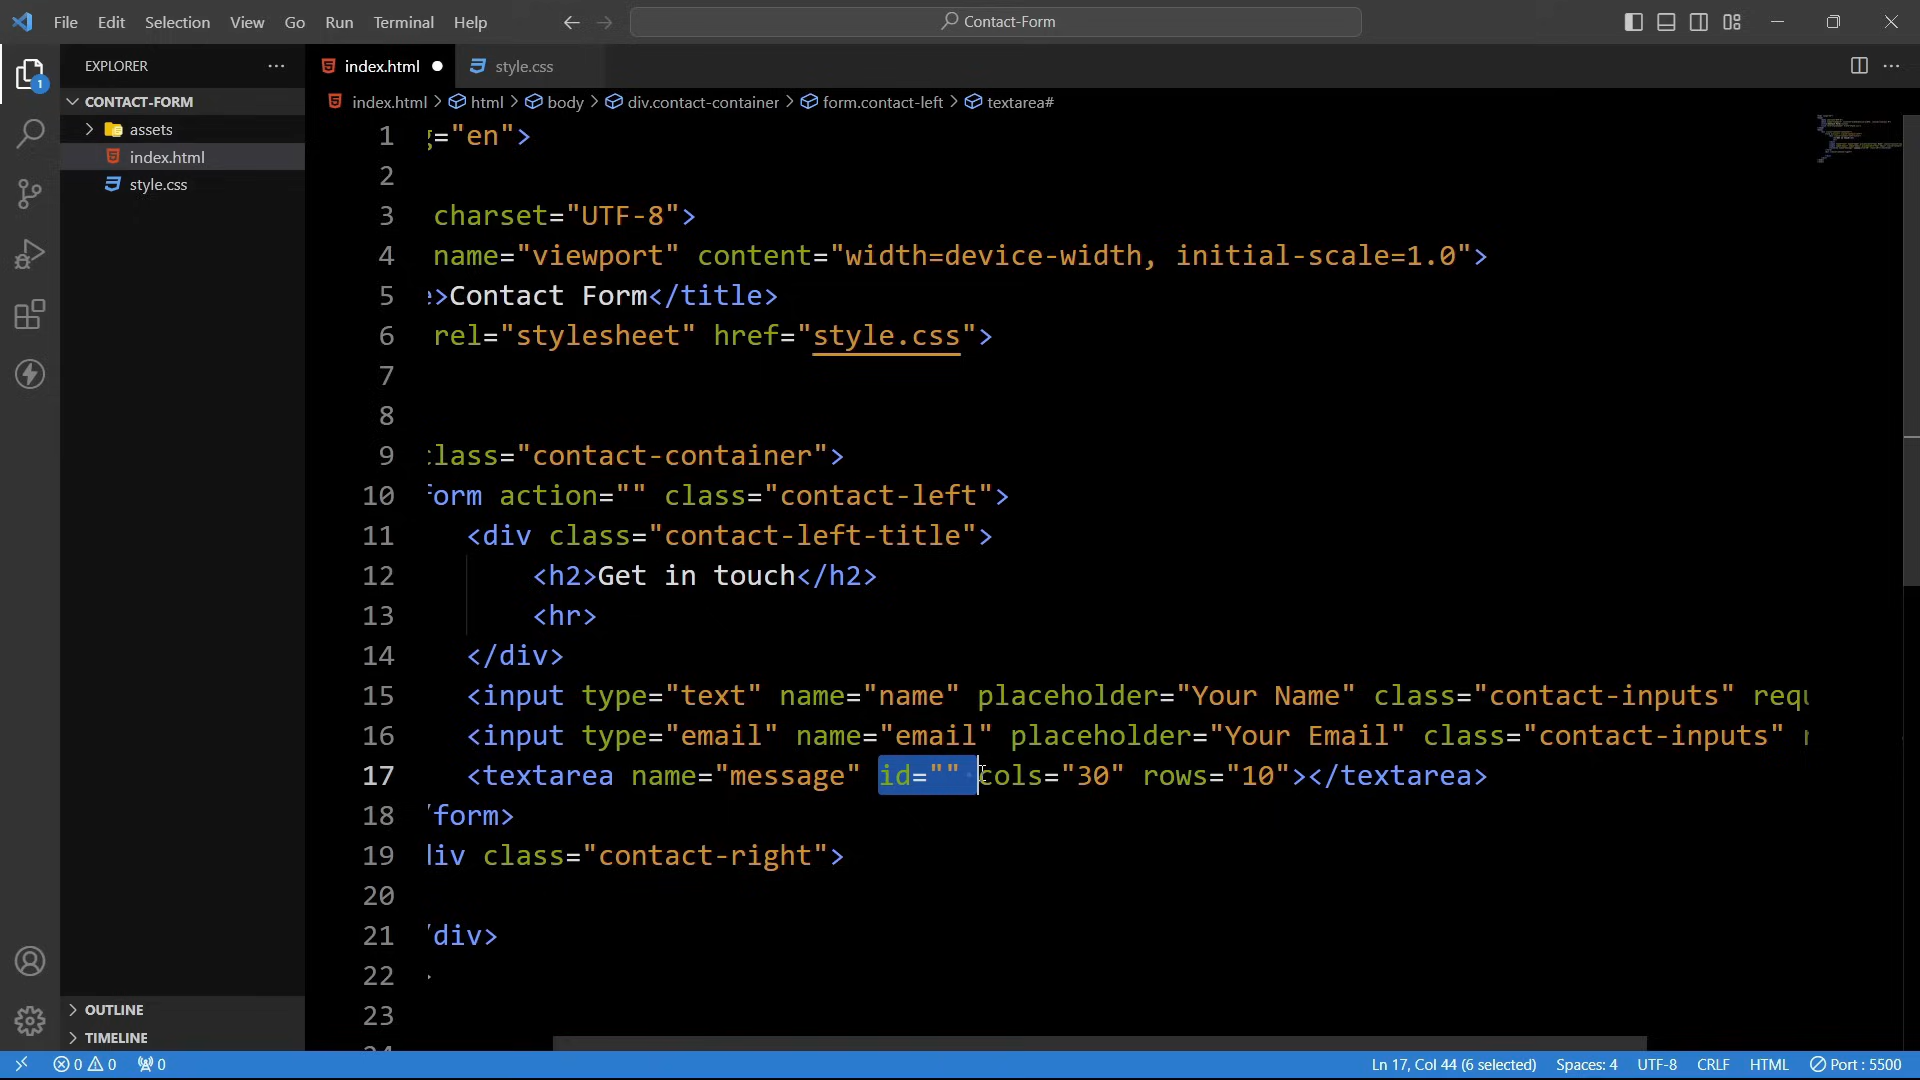 File Edit Selection View Go Run Terminal Help
Contact-Form
EXPLORER
index.html
style.css
CONTACT-FORM
index.html > html > body > div.contact-container > form.contact-left > textarea#
assets
index.html
style.css
1 ="en">
2
3 charset="UTF-8">
4 name="viewport" content="width=device-width, initial-scale=1.0">
5 >Contact Form</title>
6 rel="stylesheet" href="style.css">
7
8
9 lass="contact-container">
10 orm action="" class="contact-left">
11 <div class="contact-left-title">
12 <h2>Get in touch</h2>
13 <hr>
14 </div>
15 <input type="text" name="name" placeholder="Your Name" class="contact-inputs" requ
16 <input type="email" name="email" placeholder="Your Email" class="contact-inputs"
17 <textarea name="message" id="" cols="30" rows="10"></textarea>
18 form>
19 iv class="contact-right">
20
21 div>
22
23
OUTLINE
TIMELINE
0 0 0
Ln 17, Col 44 (6 selected) Spaces: 4 UTF-8 CRLF HTML Port : 5500
1